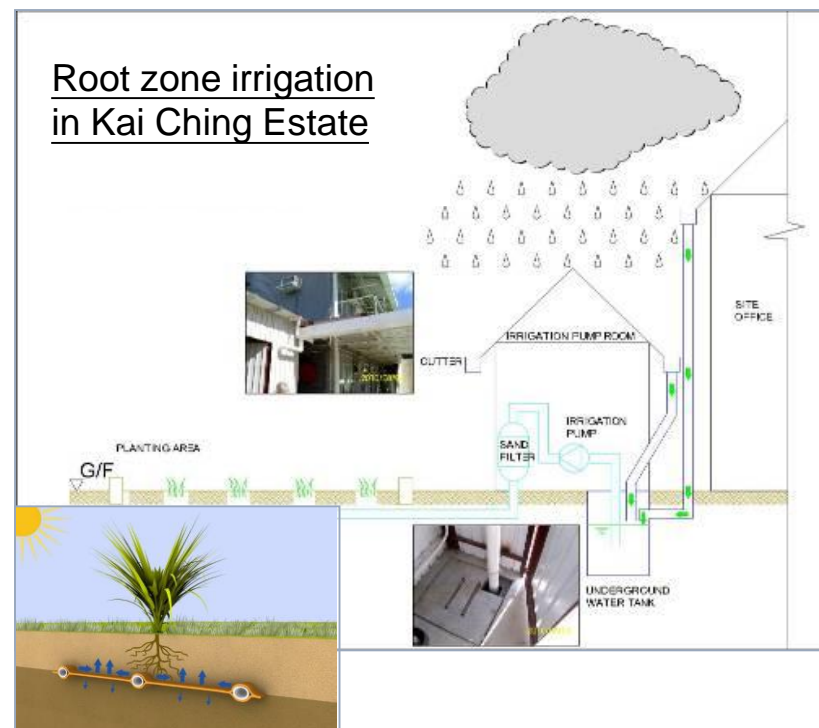 Root zone irrigation
in Kai Ching Estate
SITE
OFFICE
IRRIGATION PUMP ROOM
GUTTER
IRRIGATION
PUMP
SAND
FILTER
PLANTING AREA
G/F
UNDERGROUND
WATER TANK